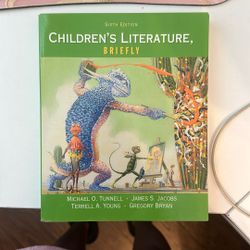 SIXTH EDITION
CHILDREN'S LITERATURE,
BRIEFLY
MICHAEL O. TUNNELL · JAMES S. JACOBS
TERRELL A. YOUNG · GREGORY BRYAN